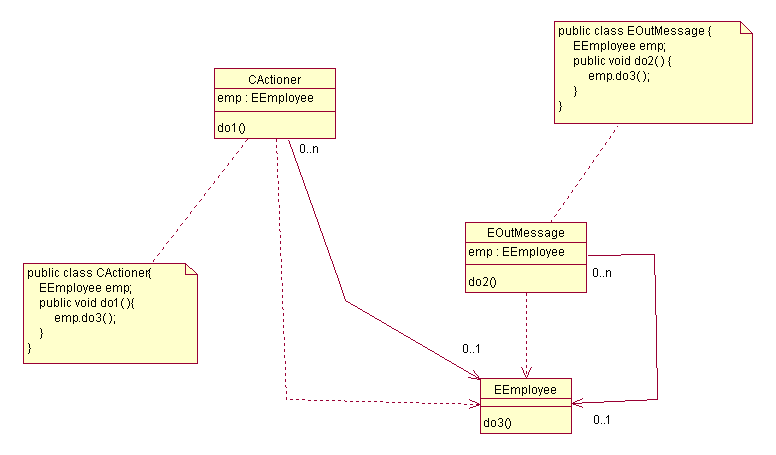 public class EOutMessage {
EEmployee emp;
public void do2( ) {
emp.do3( );
}
}
CActioner
emp : EEmployee
do1()
0..n
EOutMessage
emp : EEmployee
do2()
0..n
public class CActioner{
EEmployee emp;
public void do1( ){
emp.do3( );
}
}
0..1
EEmployee
do3()
0..1